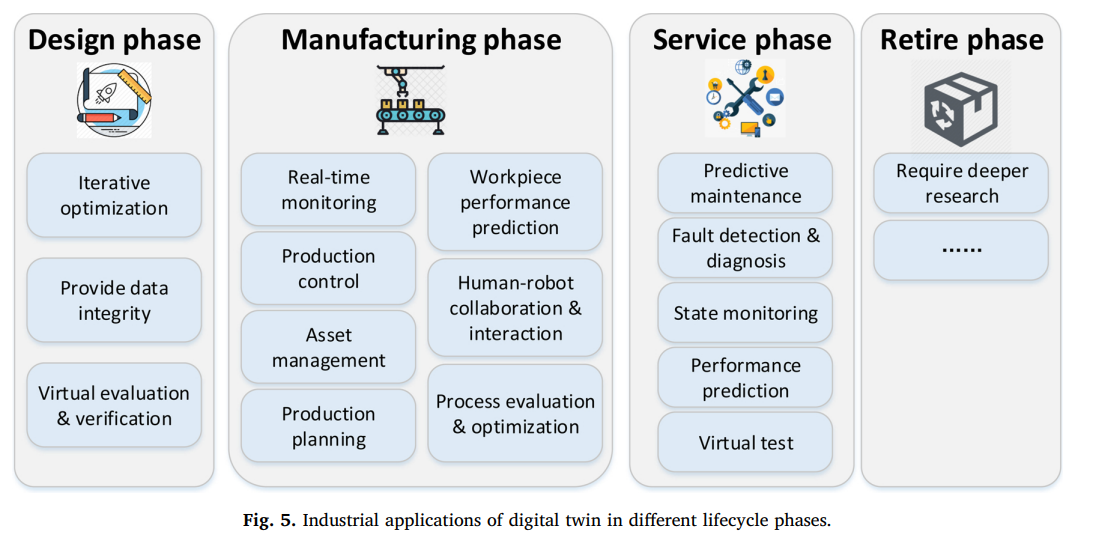 Design phase
Iterative
optimization
Provide data
integrity
Virtual evaluation
& verification
Manufacturing phase
Real-time
monitoring
Production
control
Asset
management
Production
planning
Workpiece
performance
prediction
Human-robot
collaboration &
interaction
Process evaluation
& optimization
Service phase
Predictive
maintenance
Fault detection &
diagnosis
State monitoring
Performance
prediction
Virtual test
Retire phase
Require deeper
research
······
Fig. 5. Industrial applications of digital twin in different lifecycle phases.